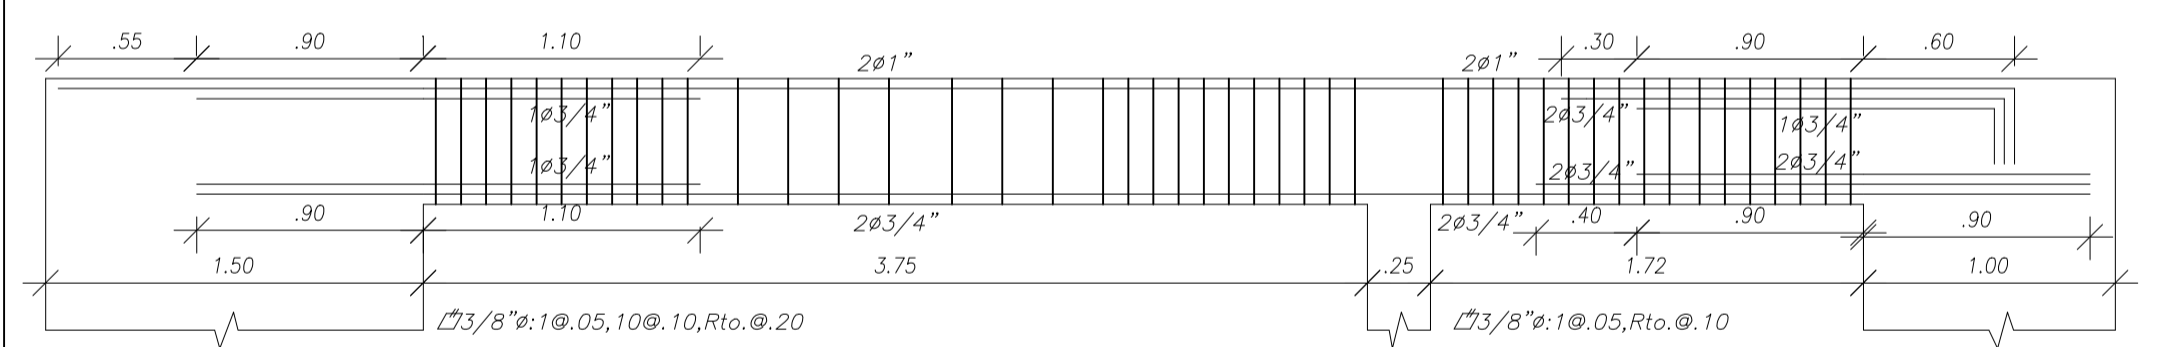 .55 .90 1.10 .30 .90 .60
2ø1" 2ø1"
1ø3/4" 2ø3/4" 1ø3/4"
1ø3/4" 2ø3/4" 2ø3/4"
.90 1.10 2ø3/4" 2ø3/4" .40 .90 .90
1.50 3.75 .25 1.72 1.00
3/8"ø:1@.05,10@.10,Rto.@.20 3/8"ø:1@.05,Rto.@.10